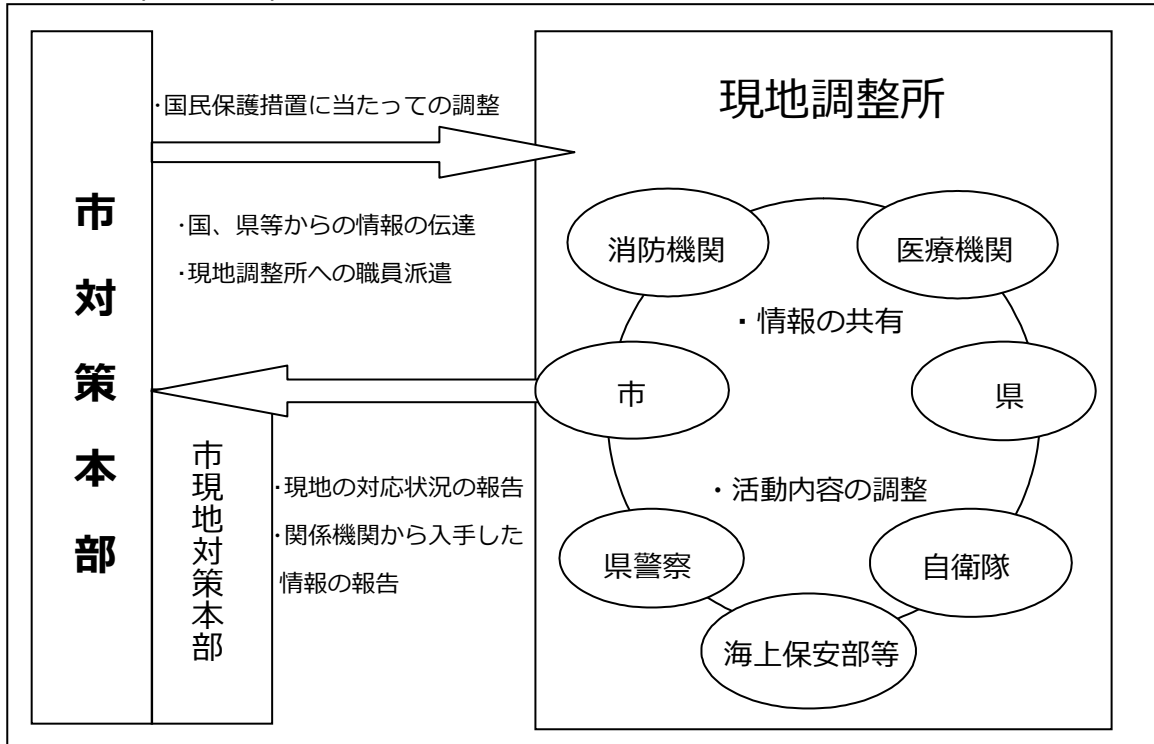 市対策本部
・国民保護措置に当たっての調整
・国、県等からの情報の伝達
・現地調整所への職員派遣
市現地対策本部
・現地の対応状況の報告
・関係機関から入手した
情報の報告
現地調整所
消防機関
医療機関
・情報の共有
市
県
・活動内容の調整
県警察
自衛隊
海上保安部等